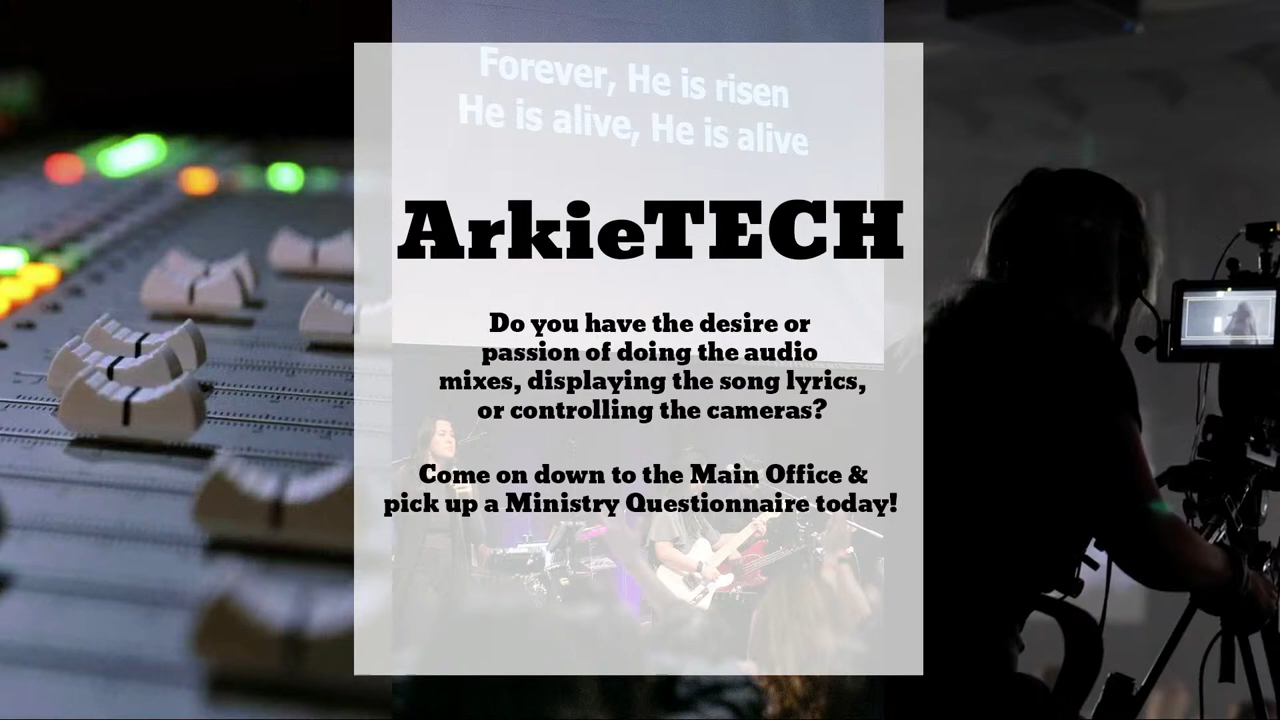 Forever, He is risen
He is alive, He is alive
ArkieTECH
Do you have the desire or
passion of doing the audio
mixes, displaying the song lyrics,
or controlling the cameras?
Come on down to the Main Office &
pick up a Ministry Questionnaire today!